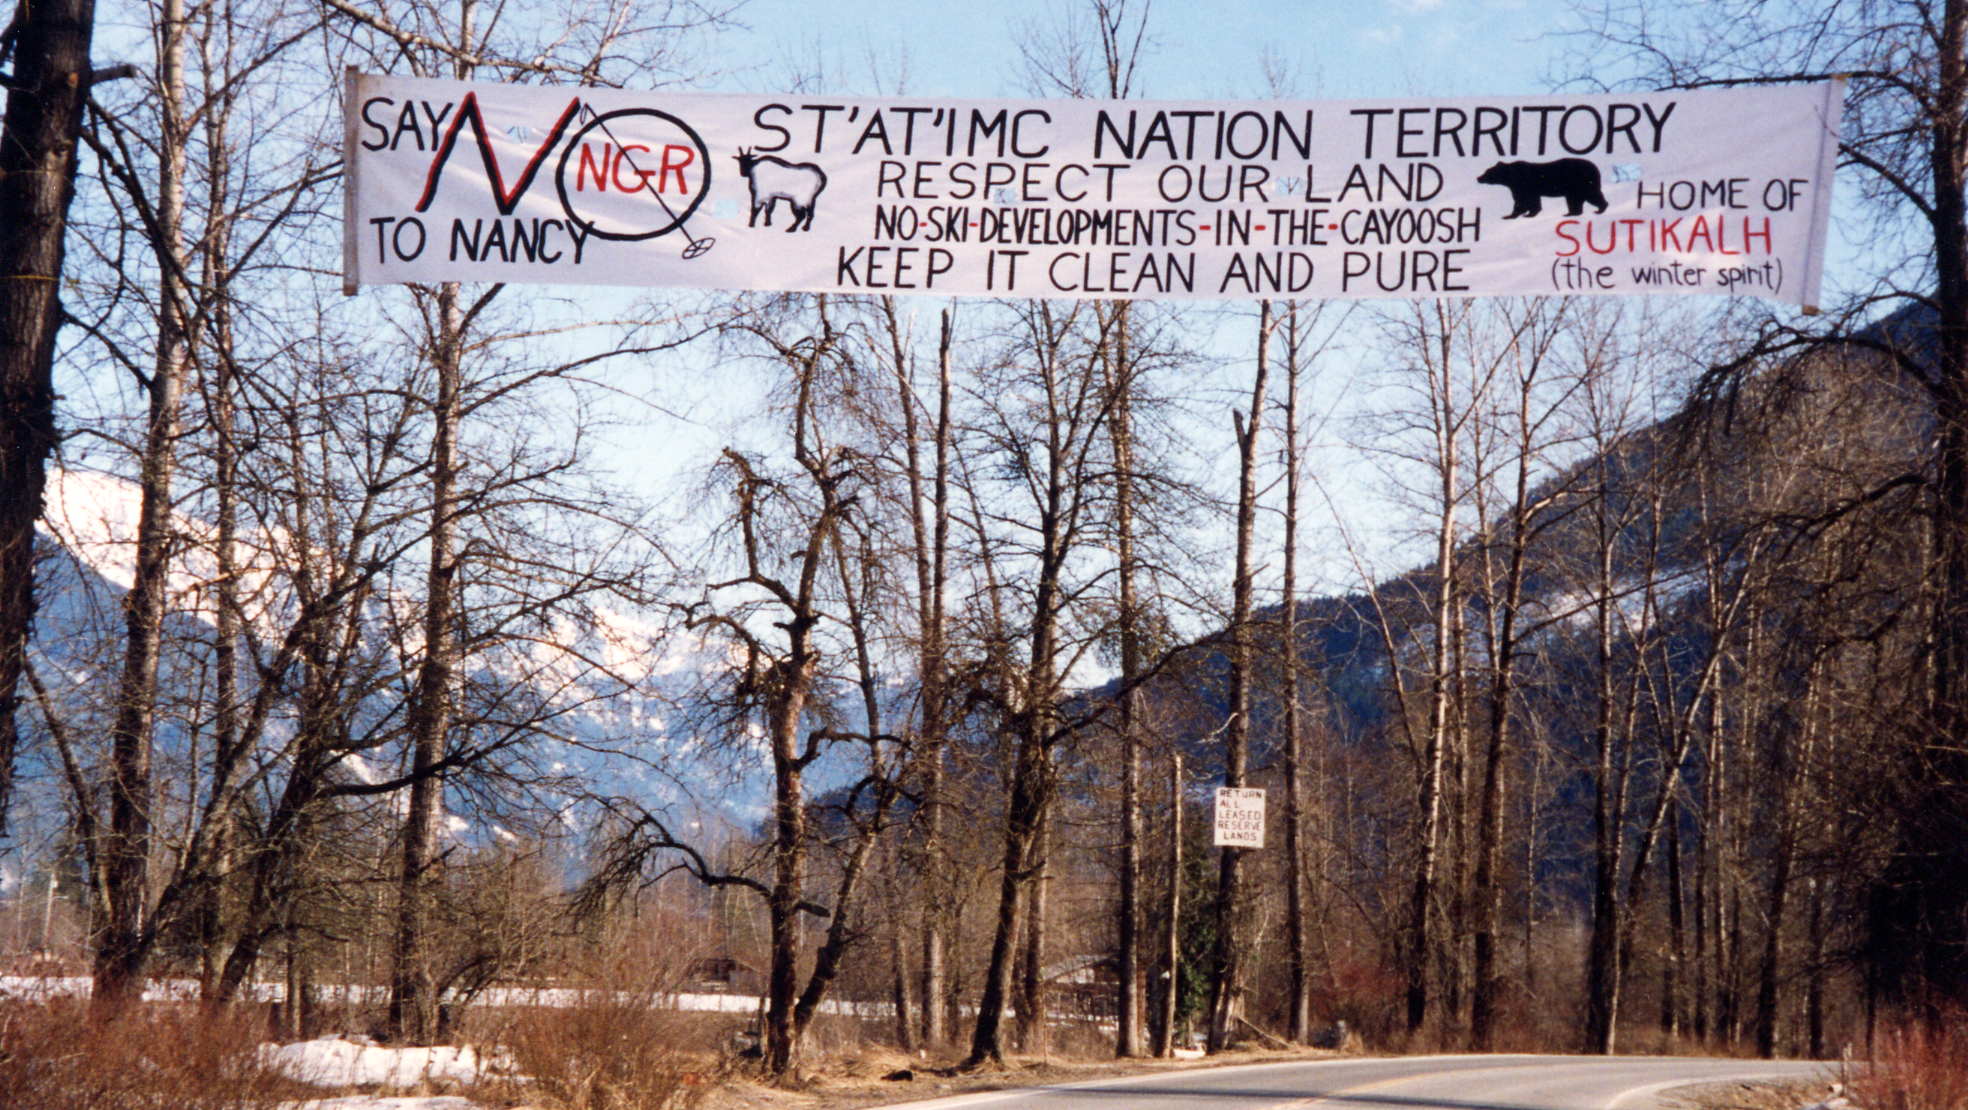 SAY NO
TO NANCY
NGR
ST'AT'IMC NATION TERRITORY
RESPECT OUR LAND
NO-SKI-DEVELOPMENTS-IN-THE-CAYOOSH
KEEP IT CLEAN AND PURE
HOME OF
SUTIKALH
(the winter spirit)
RETURN
ALL
LEASED
RESERVE
LANDS